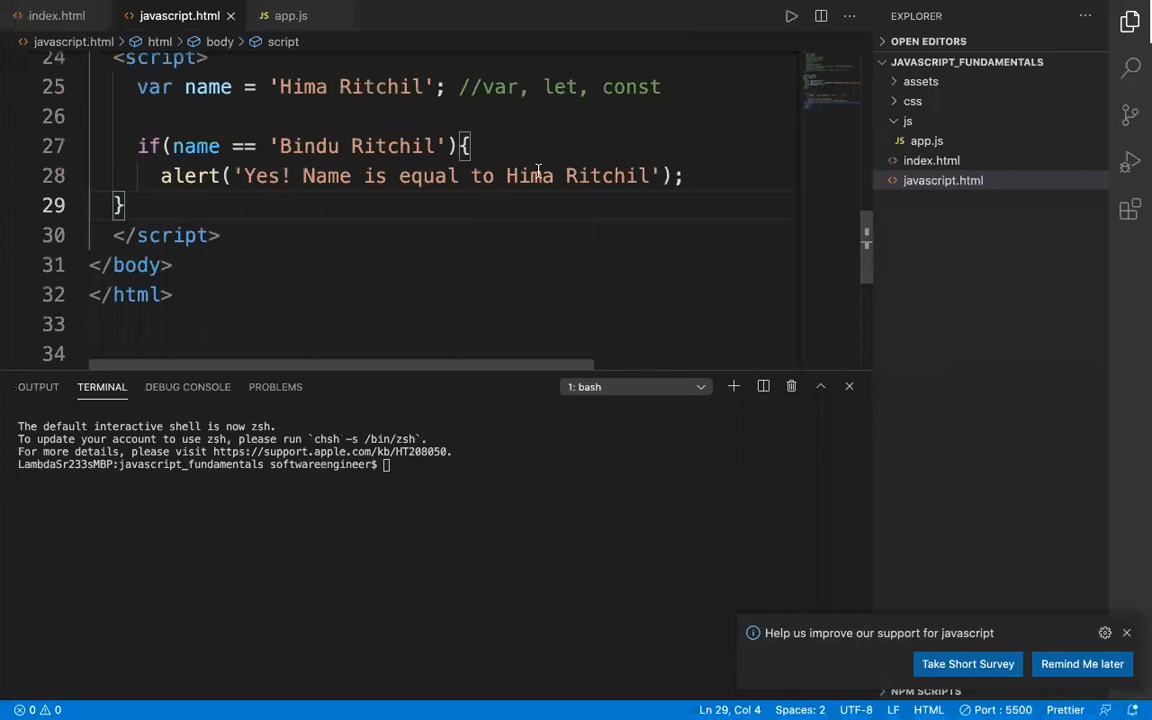 index.html javascript.html app.js
javascript.html html body script
24 <script>
25 var name = 'Hima Ritchil'; //var, let, const
26
27 if(name == 'Bindu Ritchil'){
28 alert('Yes! Name is equal to Hima Ritchil');
29 }
30 </script>
31 </body>
32 </html>
33
34
OUTPUT TERMINAL DEBUG CONSOLE PROBLEMS 1: bash
The default interactive shell is now zsh.
To update your account to use zsh, please run `chsh -s /bin/zsh`.
For more details, please visit https://support.apple.com/kb/HT208050.
LambdaSr233sMBP:javascript_fundamentals softwareengineer$
EXPLORER
OPEN EDITORS
JAVASCRIPT_FUNDAMENTALS
assets
css
js
JS app.js
index.html
javascript.html
Help us improve our support for javascript
Take Short Survey Remind Me later
NPM SCRIPTS
0 0 Ln 29, Col 4 Spaces: 2 UTF-8 LF HTML Port : 5500 Prettier